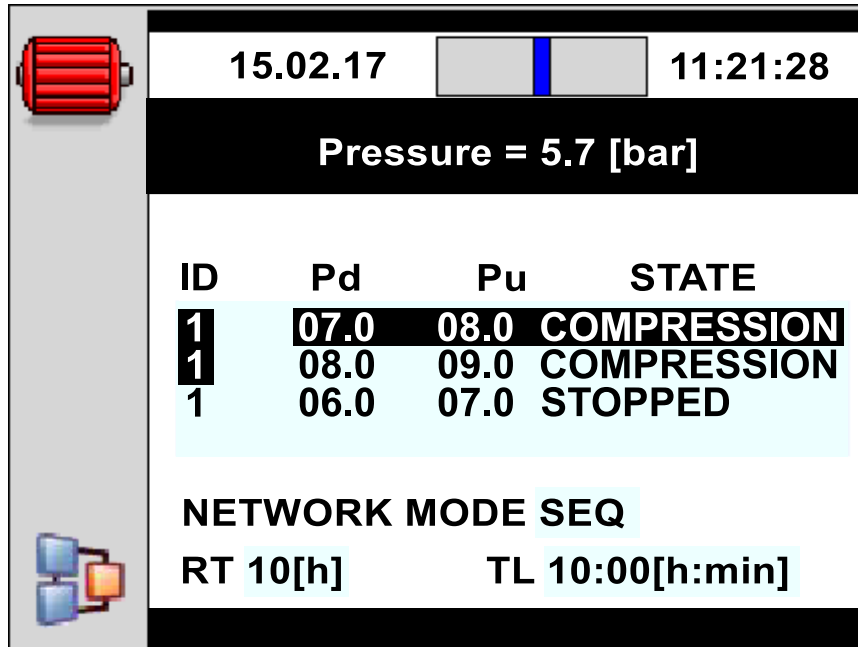 15.02.17 11:21:28
Pressure = 5.7 [bar]
ID Pd Pu STATE
1 07.0 08.0 COMPRESSION
1 08.0 09.0 COMPRESSION
1 06.0 07.0 STOPPED
NETWORK MODE SEQ
RT 10[h] TL 10:00[h:min]